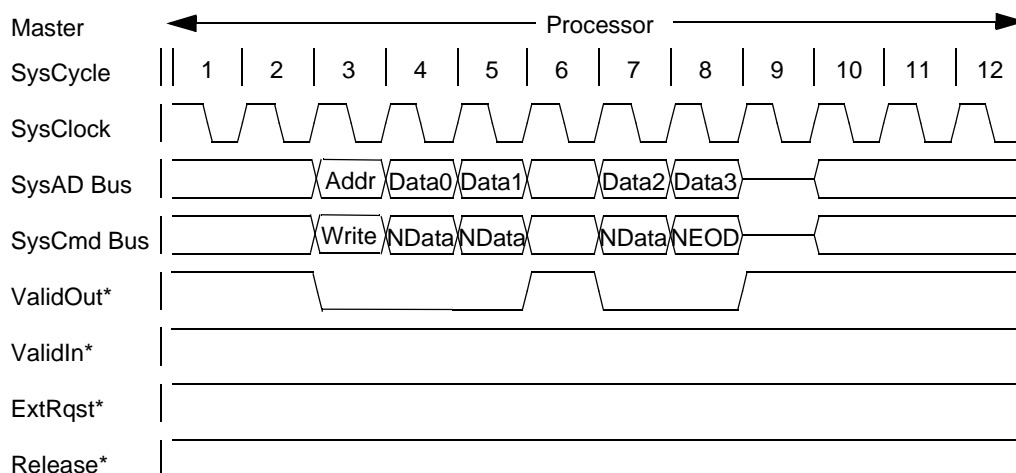 Master Processor
SysCycle 1 2 3 4 5 6 7 8 9 10 11 12
SysClock
SysAD Bus Addr Data0 Data1 Data2 Data3
SysCmd Bus Write NData NData NData NEOD
ValidOut*
ValidIn*
ExtRqst*
Release*